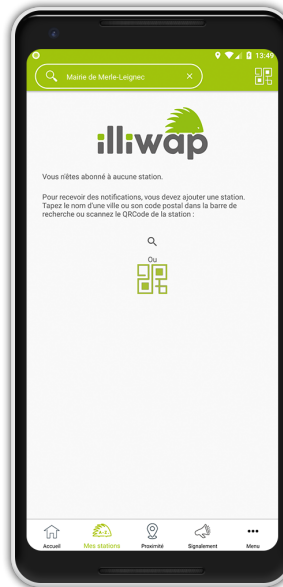 13:49
Mairie de Merle-Leignec
illiwap
Vous n'êtes abonné à aucune station.
Pour recevoir des notifications, vous devez ajouter une station.
Tapez le nom d'une ville ou son code postal dans la barre de
recherche ou scannez le QRCode de la station :
Ou
A-Z
Accueil Mes stations Proximité Signalement Menu